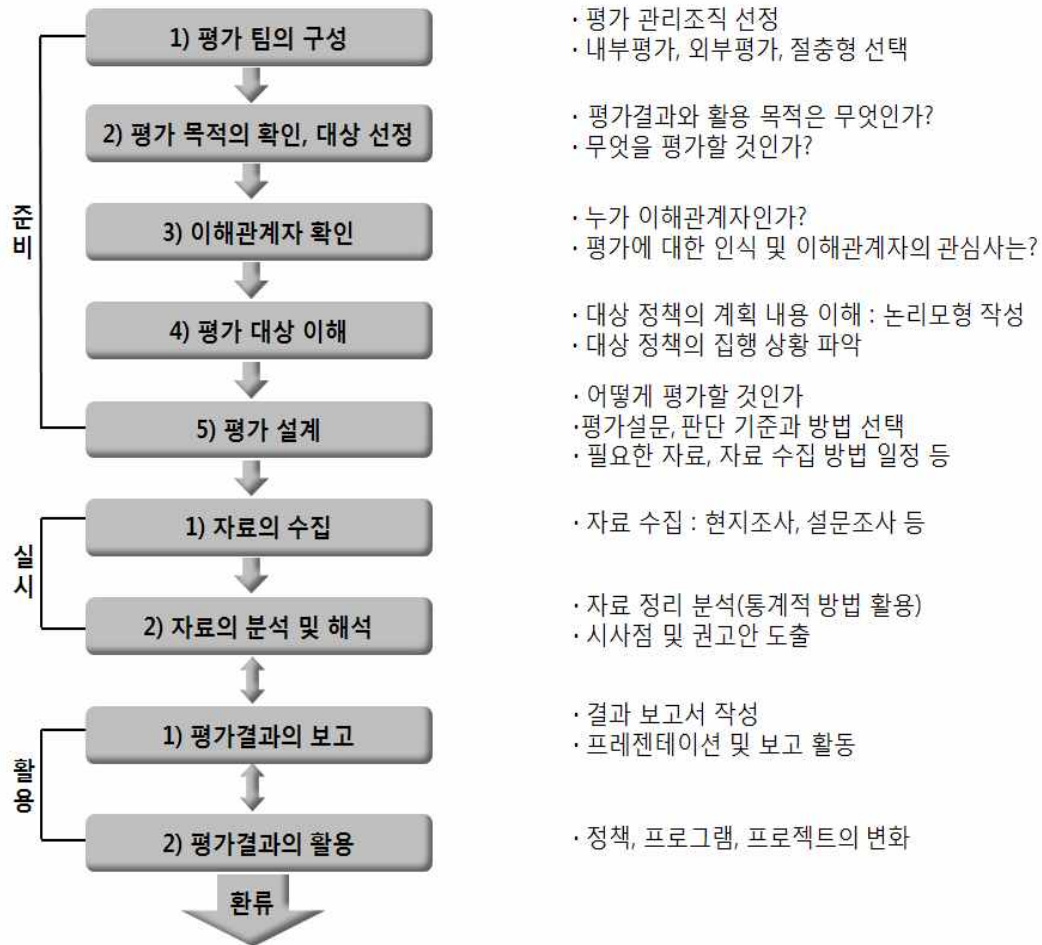 준비
1) 평가 팀의 구성
· 평가 관리조직 선정
· 내부평가, 외부평가, 절충형 선택
2) 평가 목적의 확인, 대상 선정
· 평가결과와 활용 목적은 무엇인가?
· 무엇을 평가할 것인가?
3) 이해관계자 확인
· 누가 이해관계자인가?
· 평가에 대한 인식 및 이해관계자의 관심사는?
4) 평가 대상 이해
· 대상 정책의 계획 내용 이해 : 논리모형 작성
· 대상 정책의 집행 상황 파악
5) 평가 설계
· 어떻게 평가할 것인가
·평가설문, 판단 기준과 방법 선택
· 필요한 자료, 자료 수집 방법 일정 등
실시
1) 자료의 수집
· 자료 수집 : 현지조사, 설문조사 등
2) 자료의 분석 및 해석
· 자료 정리 분석(통계적 방법 활용)
· 시사점 및 권고안 도출
활용
1) 평가결과의 보고
· 결과 보고서 작성
· 프레젠테이션 및 보고 활동
2) 평가결과의 활용
· 정책, 프로그램, 프로젝트의 변화
환류